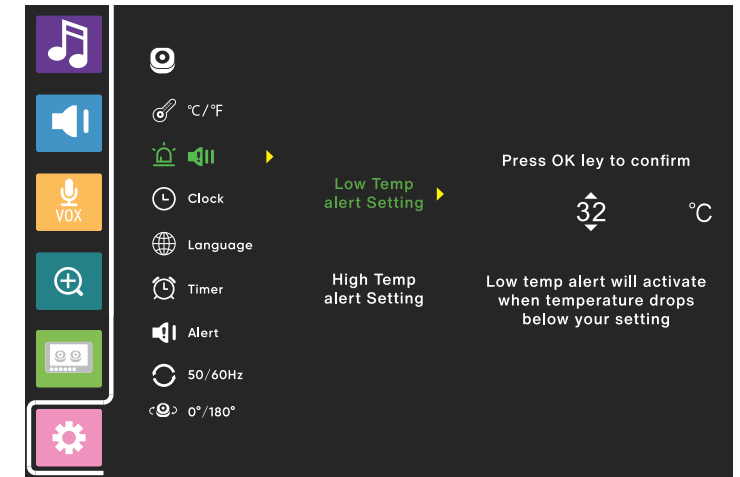 VOX
°C/°F
Clock
Language
Timer
Alert
50/60Hz
0°/180°
Low Temp
alert Setting
High Temp
alert Setting
Press OK ley to confirm
32 °C
Low temp alert will activate
when temperature drops
below your setting